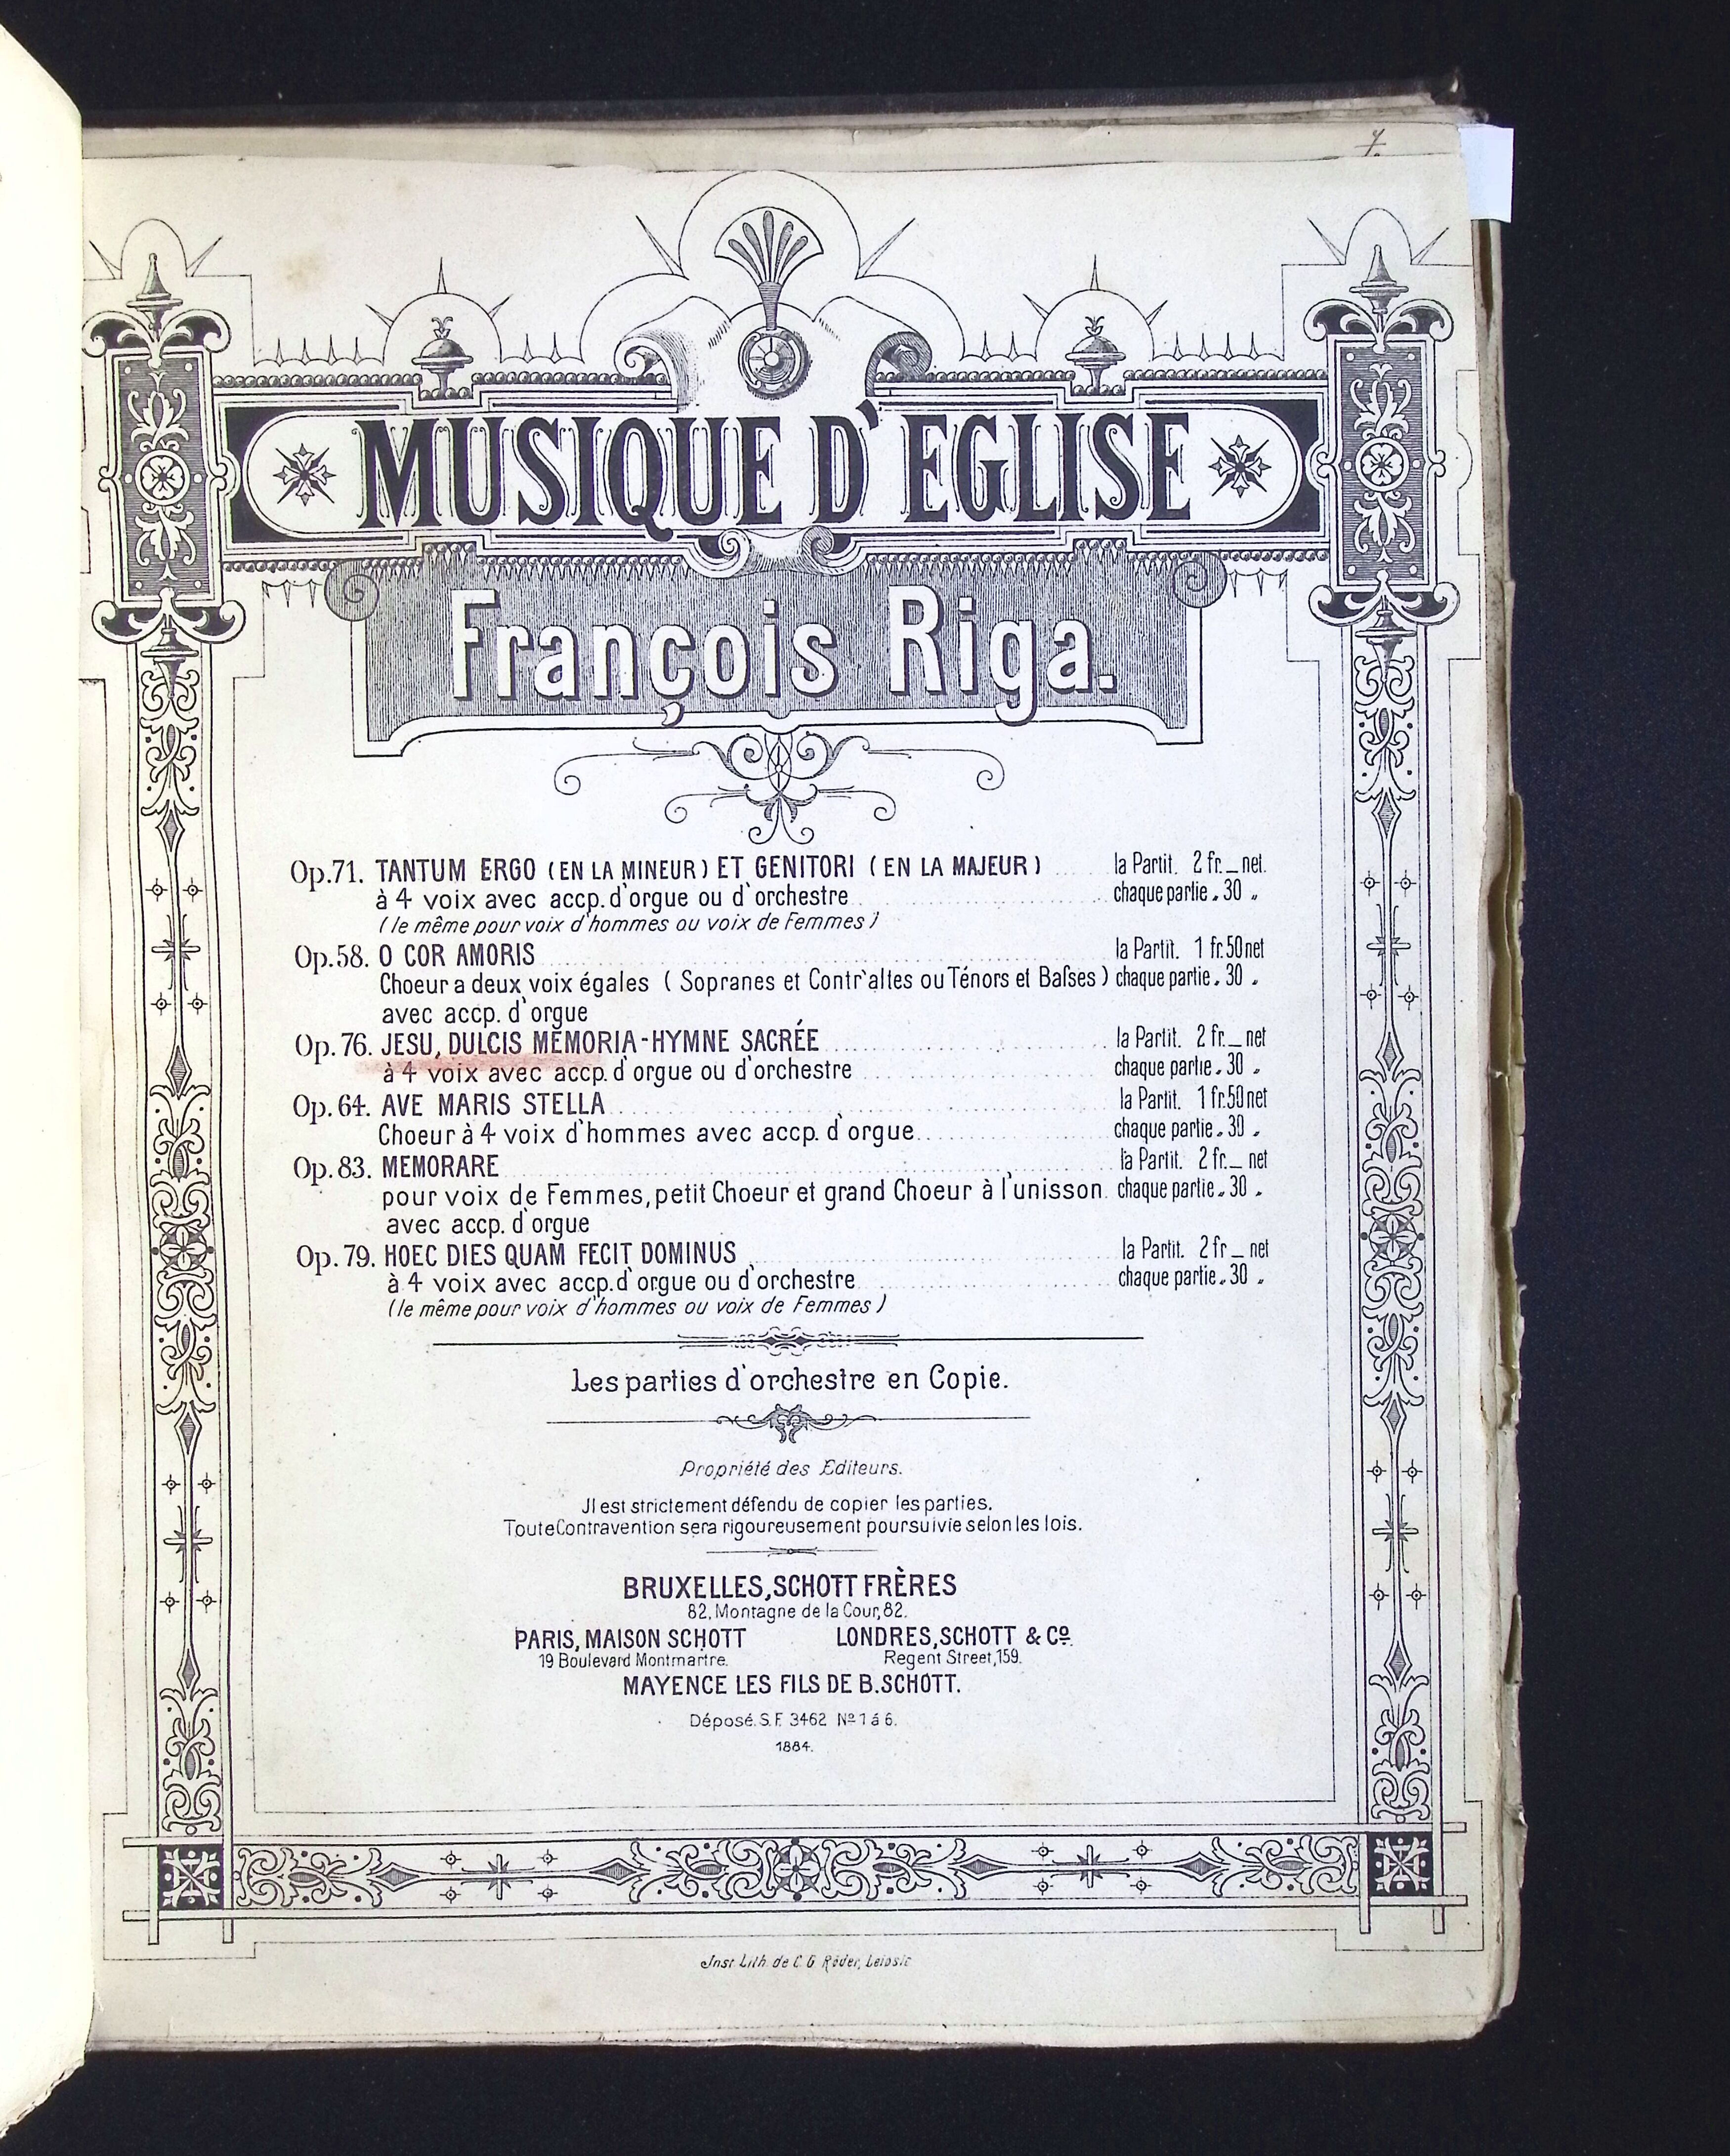 7.
MUSIQUE D'EGLISE
François Riga.
Op.71. TANTUM ERGO (EN LA MINEUR) ET GENITORI (EN LA MAJEUR) la Partit. 2 fr._ net.
à 4 voix avec accp. d'orgue ou d'orchestre chaque partie „ 30 „
(le même pour voix d'hommes ou voix de Femmes)
Op.58. O COR AMORIS la Partit. 1 fr.50 net
Choeur a deux voix égales ( Sopranes et Contr'altes ou Ténors et Baſses ) chaque partie „ 30 „
avec accp. d'orgue
Op.76. JESU, DULCIS MEMORIA - HYMNE SACRÉE la Partit. 2 fr._ net
à 4 voix avec accp. d'orgue ou d'orchestre chaque partie „ 30 „
Op.64. AVE MARIS STELLA la Partit. 1 fr.50 net
Choeur à 4 voix d'hommes avec accp. d'orgue chaque partie „ 30 „
Op.83. MEMORARE la Partit. 2 fr._ net
pour voix de Femmes, petit Choeur et grand Choeur à l'unisson chaque partie „ 30 „
avec accp. d'orgue
Op.79. HOEC DIES QUAM FECIT DOMINUS la Partit. 2 fr_ net
à 4 voix avec accp. d'orgue ou d'orchestre chaque partie „ 30 „
(le même pour voix d'hommes ou voix de Femmes)
Les parties d'orchestre en Copie.
Propriété des Editeurs.
Jl est strictement défendu de copier les parties.
Toute Contravention sera rigoureusement poursuivie selon les lois.
BRUXELLES, SCHOTT FRÈRES
82, Montagne de la Cour, 82.
PARIS, MAISON SCHOTT LONDRES, SCHOTT & Cº.
19 Boulevard Montmartre. Regent Street, 159.
MAYENCE LES FILS DE B. SCHOTT.
Déposé. S. F. 3462 Nº 1 á 6.
1884.
Jnst Lith. de C. G. Röder, Leipsic